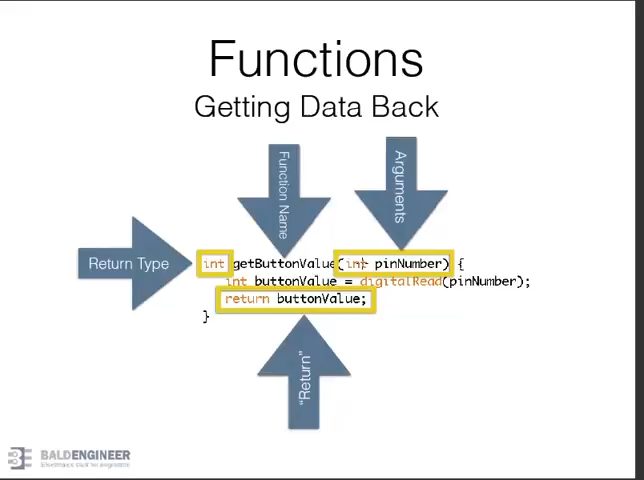 Functions
Getting Data Back
Function Name
Arguments
Return Type
int getButtonValue(int pinNumber) {
int buttonValue = digitalRead(pinNumber);
return buttonValue;
}
"Return"
BALDENGINEER